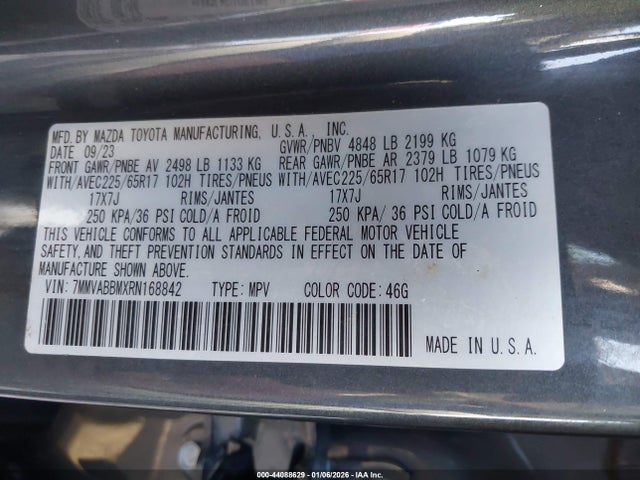 MFD. BY MAZDA TOYOTA MANUFACTURING, U.S.A., INC.
DATE 09/23 GVWR/PNBV 4848 LB 2199 KG
FRONT GAWR/PNBE AV 2498 LB 1133 KG REAR GAWR/PNBE AR 2379 LB 1079 KG
WITH/AVEC225/65R17 102H TIRES/PNEUS WITH/AVEC225/65R17 102H TIRES/PNEUS
17X7J RIMS/JANTES 17X7J RIMS/JANTES
250 KPA/36 PSI COLD/A FROID 250 KPA/ 36 PSI COLD/A FROID
THIS VEHICLE CONFORMS TO ALL APPLICABLE FEDERAL MOTOR VEHICLE
SAFETY, AND THEFT PREVENTION STANDARDS IN EFFECT ON THE DATE OF
MANUFACTURE SHOWN ABOVE.
VIN: 7MMVABBMXRN168842 TYPE: MPV COLOR CODE: 46G
MADE IN U.S.A.
000-44088629 - 01/06/2026 - IAA Inc.